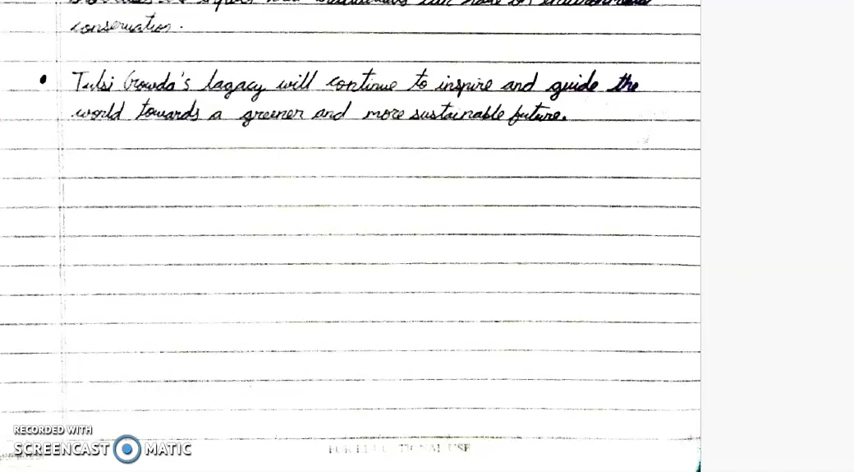 conservation.
• Tulsi Gowda's lagacy will continue to inspire and guide the
world towards a greener and more sustainable future.
RECORDED WITH
SCREENCAST MATIC